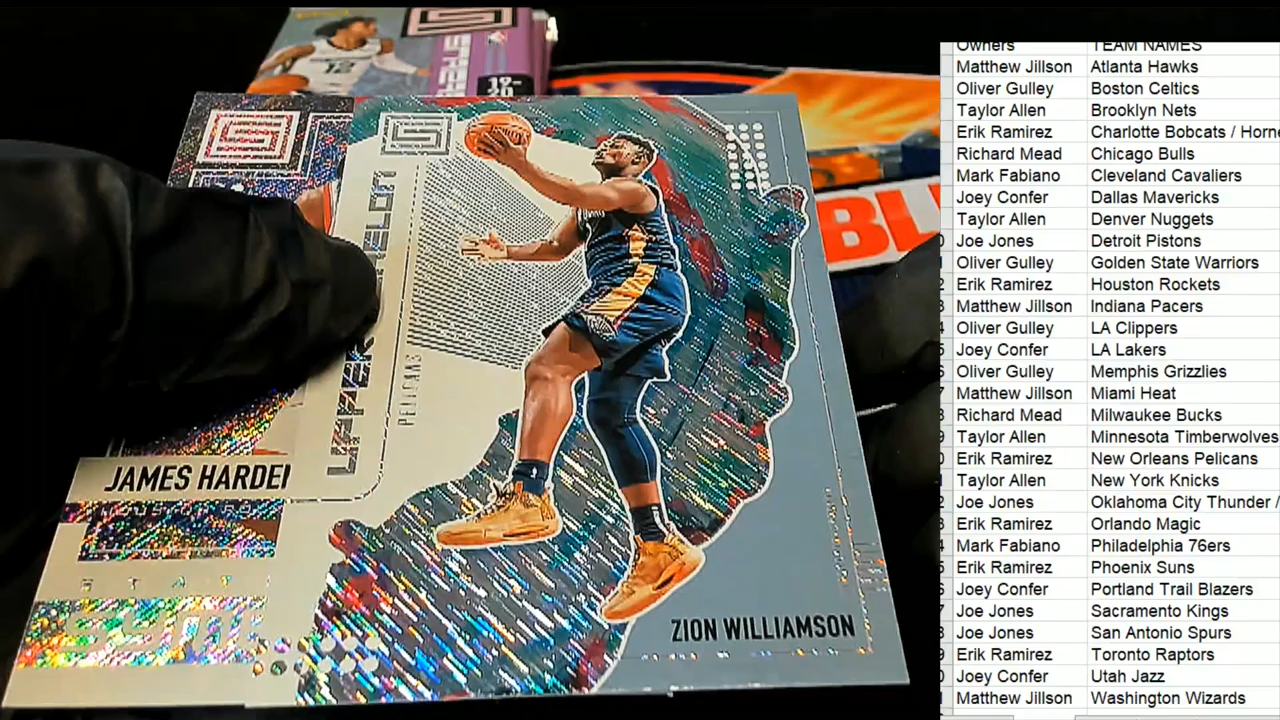 12
19-
20
BL
UPPER ECHELON
PELICANS
JAMES HARDE
ZION WILLIAMSON
Owners TEAM NAMES
Matthew Jillson Atlanta Hawks
Oliver Gulley Boston Celtics
Taylor Allen Brooklyn Nets
Erik Ramirez Charlotte Bobcats / Horn
Richard Mead Chicago Bulls
Mark Fabiano Cleveland Cavaliers
Joey Confer Dallas Mavericks
Taylor Allen Denver Nuggets
Joe Jones Detroit Pistons
Oliver Gulley Golden State Warriors
Erik Ramirez Houston Rockets
Matthew Jillson Indiana Pacers
Oliver Gulley LA Clippers
Joey Confer LA Lakers
Oliver Gulley Memphis Grizzlies
Matthew Jillson Miami Heat
Richard Mead Milwaukee Bucks
Taylor Allen Minnesota Timberwolves
Erik Ramirez New Orleans Pelicans
Taylor Allen New York Knicks
Joe Jones Oklahoma City Thunder /
Erik Ramirez Orlando Magic
Mark Fabiano Philadelphia 76ers
Erik Ramirez Phoenix Suns
Joey Confer Portland Trail Blazers
Joe Jones Sacramento Kings
Joe Jones San Antonio Spurs
Erik Ramirez Toronto Raptors
Joey Confer Utah Jazz
Matthew Jillson Washington Wizards